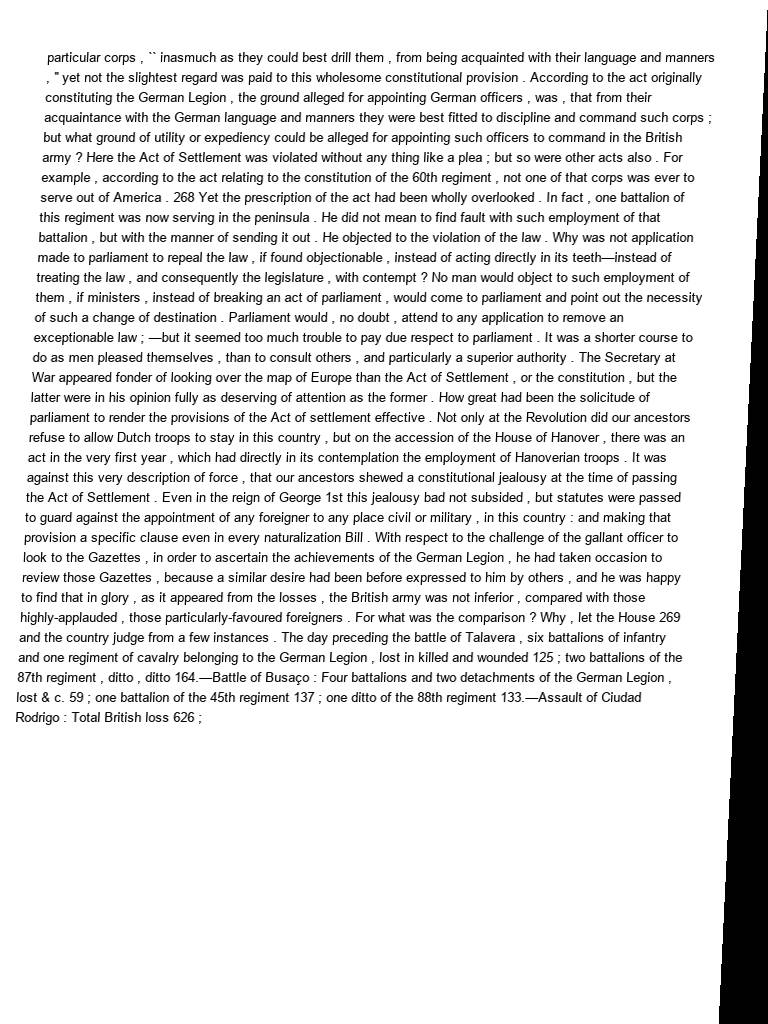 particular corps , `` inasmuch as they could best drill them , from being acquainted with their language and manners
, '' yet not the slightest regard was paid to this wholesome constitutional provision . According to the act originally
constituting the German Legion , the ground alleged for appointing German officers , was , that from their
acquaintance with the German language and manners they were best fitted to discipline and command such corps ;
but what ground of utility or expediency could be alleged for appointing such officers to command in the British
army ? Here the Act of Settlement was violated without any thing like a plea ; but so were other acts also . For
example , according to the act relating to the constitution of the 60th regiment , not one of that corps was ever to
serve out of America . 268 Yet the prescription of the act had been wholly overlooked . In fact , one battalion of
this regiment was now serving in the peninsula . He did not mean to find fault with such employment of that
battalion , but with the manner of sending it out . He objected to the violation of the law . Why was not application
made to parliament to repeal the law , if found objectionable , instead of acting directly in its teeth—instead of
treating the law , and consequently the legislature , with contempt ? No man would object to such employment of
them , if ministers , instead of breaking an act of parliament , would come to parliament and point out the necessity
of such a change of destination . Parliament would , no doubt , attend to any application to remove an
exceptionable law ; —but it seemed too much trouble to pay due respect to parliament . It was a shorter course to
do as men pleased themselves , than to consult others , and particularly a superior authority . The Secretary at
War appeared fonder of looking over the map of Europe than the Act of Settlement , or the constitution , but the
latter were in his opinion fully as deserving of attention as the former . How great had been the solicitude of
parliament to render the provisions of the Act of settlement effective . Not only at the Revolution did our ancestors
refuse to allow Dutch troops to stay in this country , but on the accession of the House of Hanover , there was an
act in the very first year , which had directly in its contemplation the employment of Hanoverian troops . It was
against this very description of force , that our ancestors shewed a constitutional jealousy at the time of passing
the Act of Settlement . Even in the reign of George 1st this jealousy bad not subsided , but statutes were passed
to guard against the appointment of any foreigner to any place civil or military , in this country : and making that
provision a specific clause even in every naturalization Bill . With respect to the challenge of the gallant officer to
look to the Gazettes , in order to ascertain the achievements of the German Legion , he had taken occasion to
review those Gazettes , because a similar desire had been before expressed to him by others , and he was happy
to find that in glory , as it appeared from the losses , the British army was not inferior , compared with those
highly-applauded , those particularly-favoured foreigners . For what was the comparison ? Why , let the House 269
and the country judge from a few instances . The day preceding the battle of Talavera , six battalions of infantry
and one regiment of cavalry belonging to the German Legion , lost in killed and wounded 125 ; two battalions of the
87th regiment , ditto , ditto 164.—Battle of Busaço : Four battalions and two detachments of the German Legion ,
lost & c. 59 ; one battalion of the 45th regiment 137 ; one ditto of the 88th regiment 133.—Assault of Ciudad
Rodrigo : Total British loss 626 ;